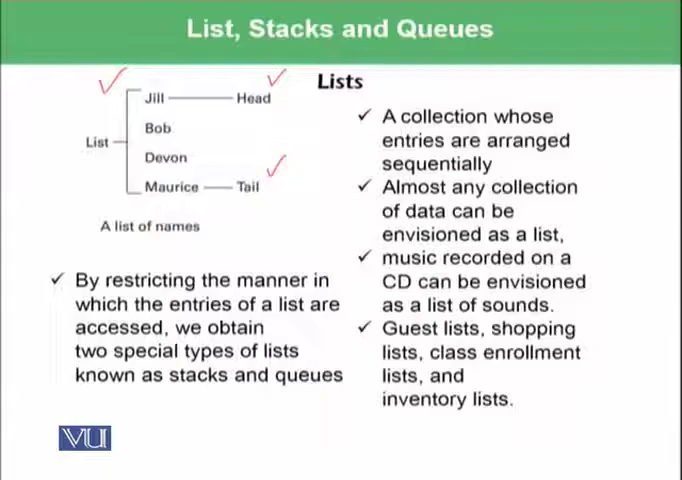 List, Stacks and Queues
Lists
Jill Head
Bob
List
Devon
Maurice Tail
A list of names
By restricting the manner in
which the entries of a list are
accessed, we obtain
two special types of lists
known as stacks and queues
A collection whose
entries are arranged
sequentially
Almost any collection
of data can be
envisioned as a list,
music recorded on a
CD can be envisioned
as a list of sounds.
Guest lists, shopping
lists, class enrollment
lists, and
inventory lists.
VU